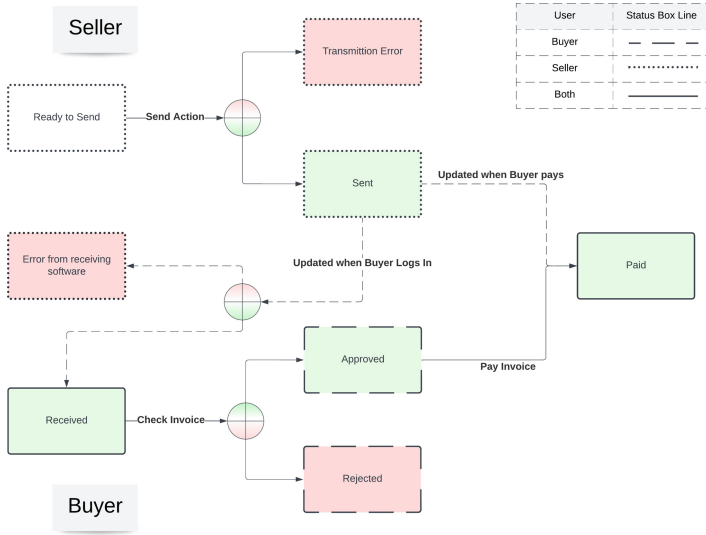 Seller
User
Status Box Line
Buyer
Seller
Both
Transmittion Error
Ready to Send
Send Action
Sent
Updated when Buyer pays
Error from receiving
software
Updated when Buyer Logs In
Paid
Approved
Pay Invoice
Received
Check Invoice
Rejected
Buyer